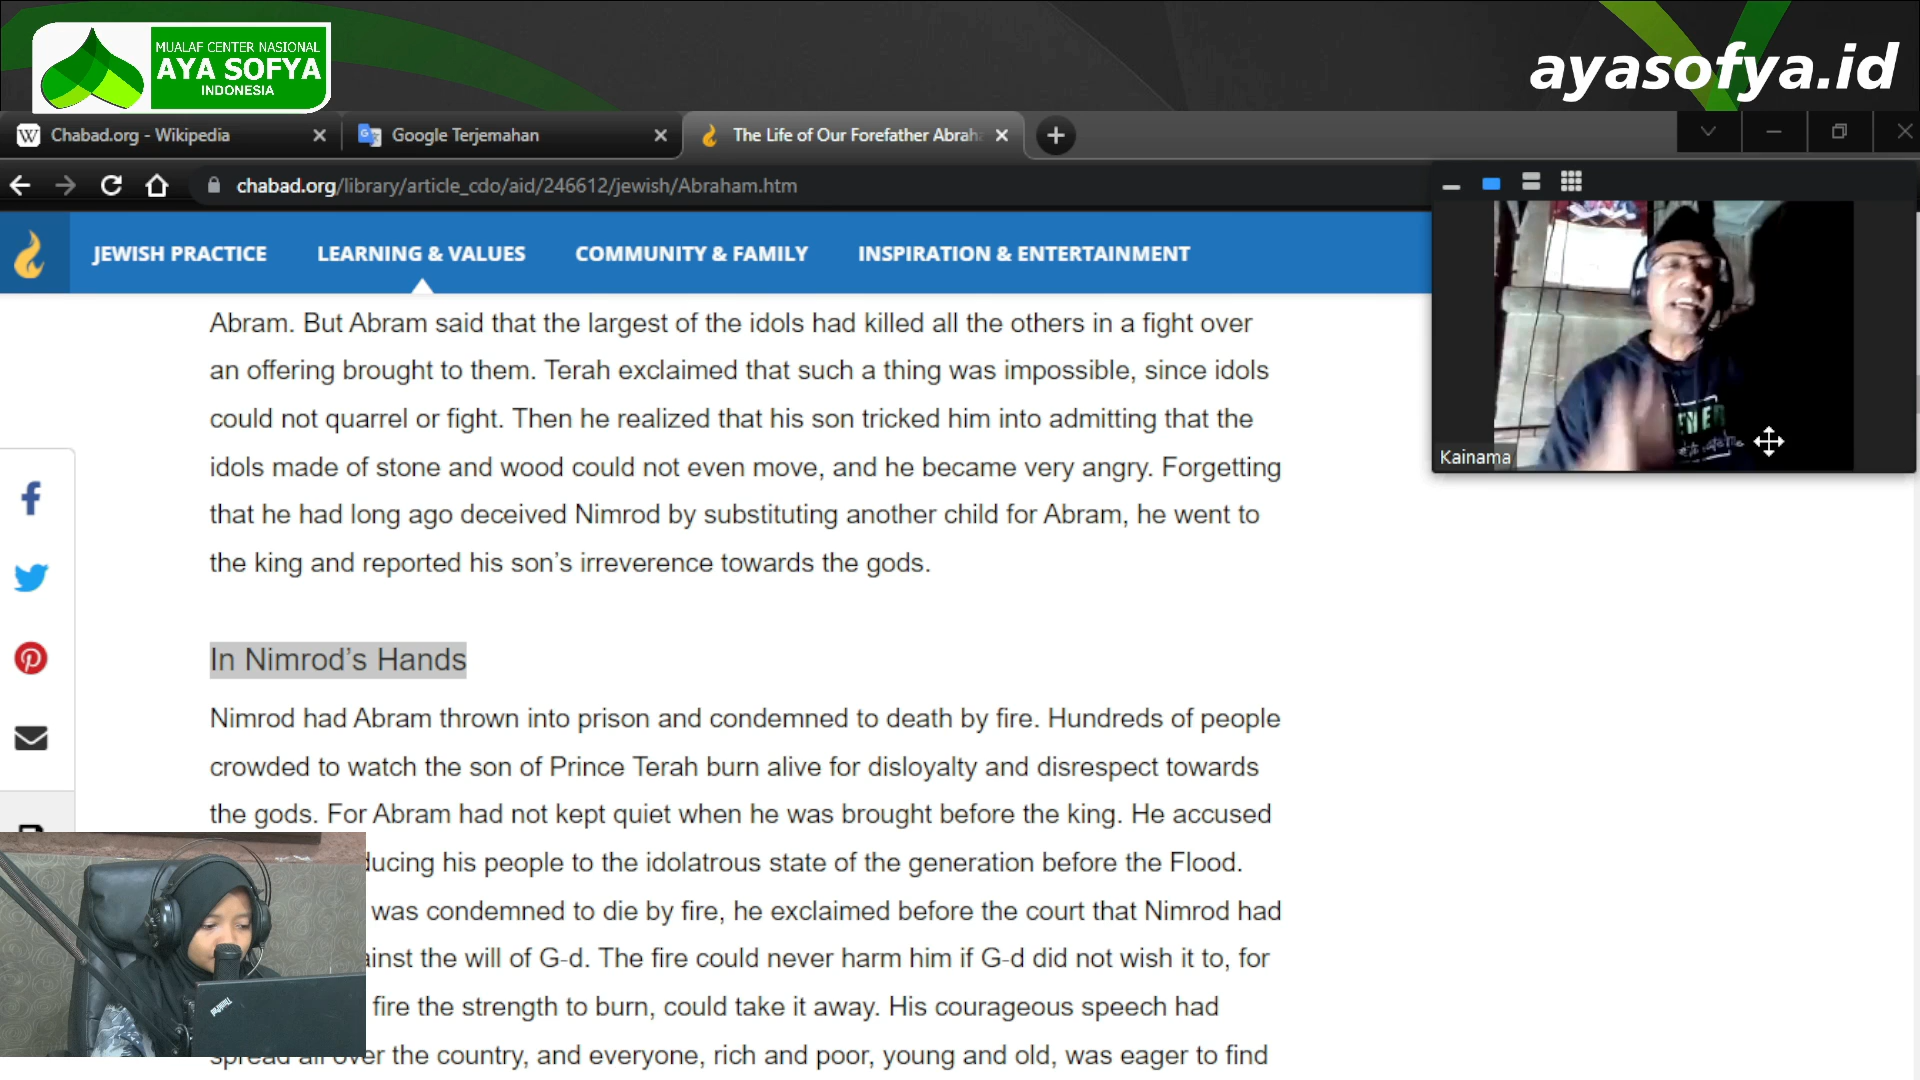 MUALAF CENTER NASIONAL
AYA SOFYA
INDONESIA
ayasofya.id
Chabad.org - Wikipedia
Google Terjemahan
The Life of Our Forefather Abrah
chabad.org/library/article_cdo/aid/246612/jewish/Abraham.htm
JEWISH PRACTICE
LEARNING & VALUES
COMMUNITY & FAMILY
INSPIRATION & ENTERTAINMENT
Kainama
Abram. But Abram said that the largest of the idols had killed all the others in a fight over
an offering brought to them. Terah exclaimed that such a thing was impossible, since idols
could not quarrel or fight. Then he realized that his son tricked him into admitting that the
idols made of stone and wood could not even move, and he became very angry. Forgetting
that he had long ago deceived Nimrod by substituting another child for Abram, he went to
the king and reported his son’s irreverence towards the gods.
In Nimrod’s Hands
Nimrod had Abram thrown into prison and condemned to death by fire. Hundreds of people
crowded to watch the son of Prince Terah burn alive for disloyalty and disrespect towards
the gods. For Abram had not kept quiet when he was brought before the king. He accused
ducing his people to the idolatrous state of the generation before the Flood.
was condemned to die by fire, he exclaimed before the court that Nimrod had
ainst the will of G-d. The fire could never harm him if G-d did not wish it to, for
fire the strength to burn, could take it away. His courageous speech had
spread all over the country, and everyone, rich and poor, young and old, was eager to find
ThinkPad